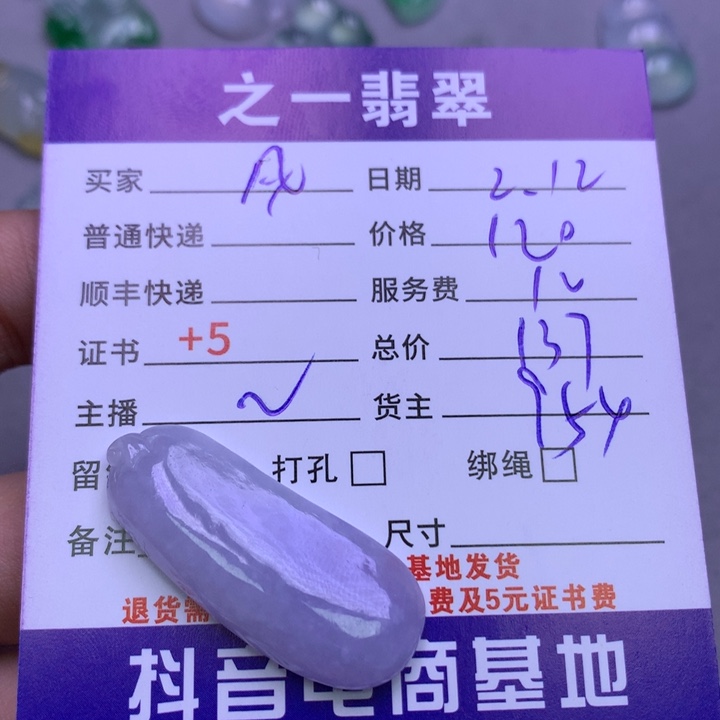 之一翡翠
买家 日期 2.12
普通快递 价格 120
顺丰快递 服务费 12
证书 +5 总价 137
主播 货主 954
留 打孔 绑绳
备注 尺寸
基地发货
退货需 费及5元证书费
抖音电商基地